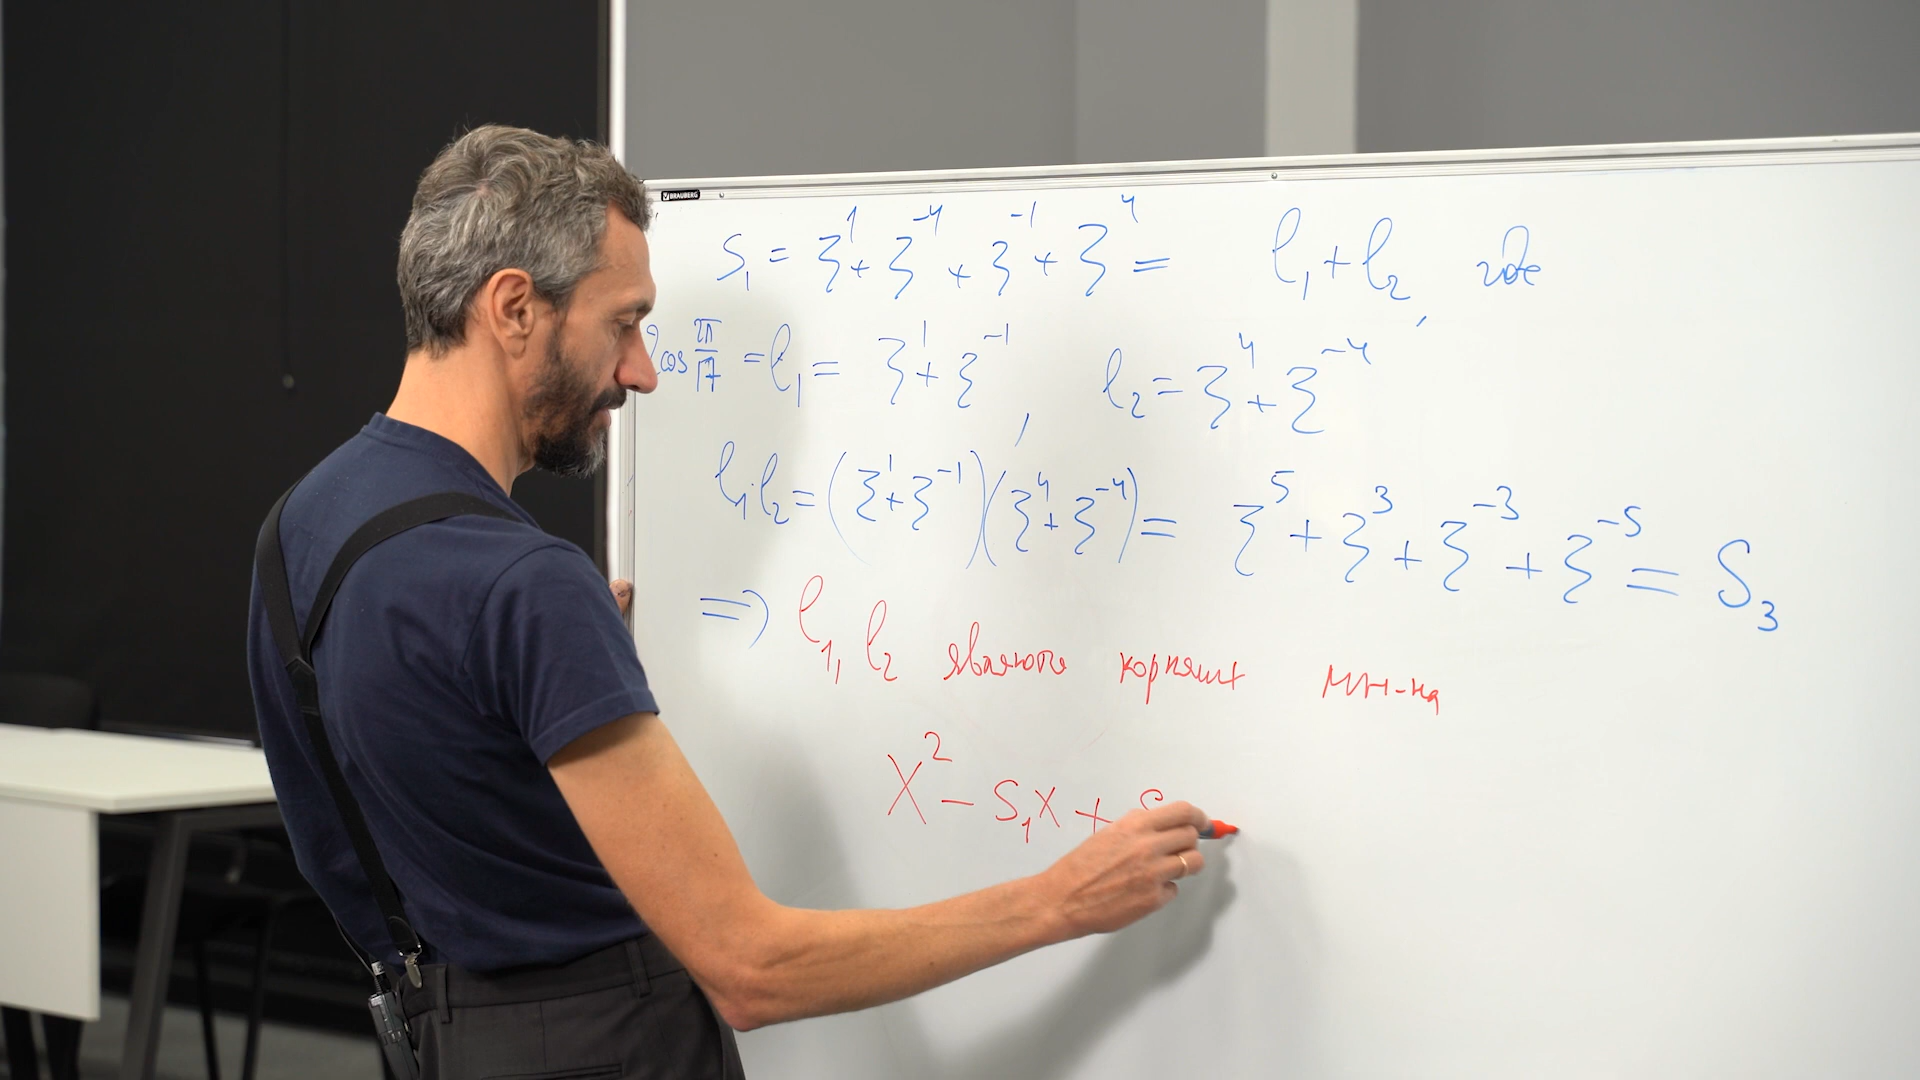 BRAUBERG
S₁ = ξ¹ + ξ⁻⁴ + ξ⁻¹ + ξ⁴ = l₁ + l₂, где
2cos 2π/17 = l₁ = ξ¹ + ξ⁻¹, l₂ = ξ⁴ + ξ⁻⁴
l₁l₂ = (ξ¹ + ξ⁻¹)(ξ⁴ + ξ⁻⁴) = ξ⁵ + ξ³ + ξ⁻³ + ξ⁻⁵ = S₃
⇒ l₁, l₂ являются корнями мн-на
X² − S₁X + S